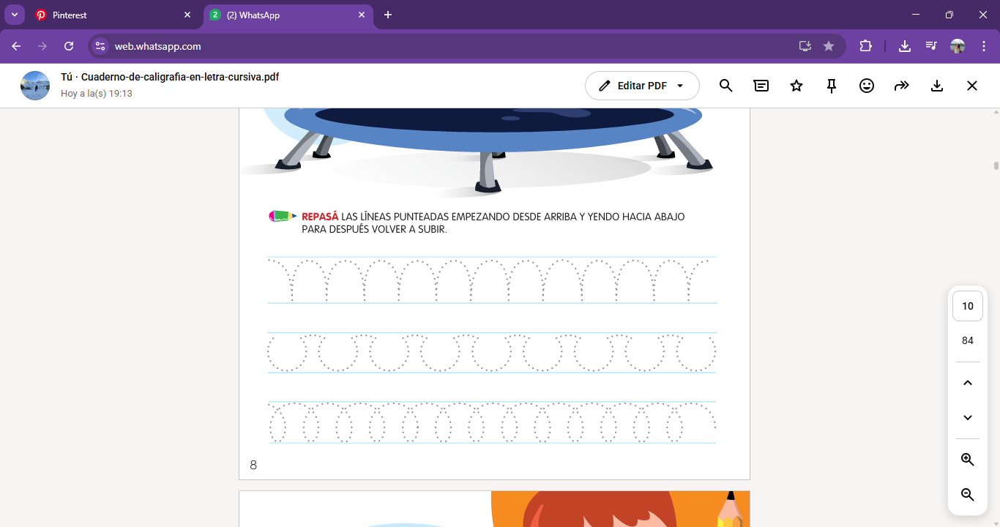 Pinterest
2
(2) WhatsApp
web.whatsapp.com
Tú · Cuaderno-de-caligrafia-en-letra-cursiva.pdf
Hoy a la(s) 19:13
Editar PDF
REPASÁ LAS LÍNEAS PUNTEADAS EMPEZANDO DESDE ARRIBA Y YENDO HACIA ABAJO
PARA DESPUÉS VOLVER A SUBIR.
10
84
8